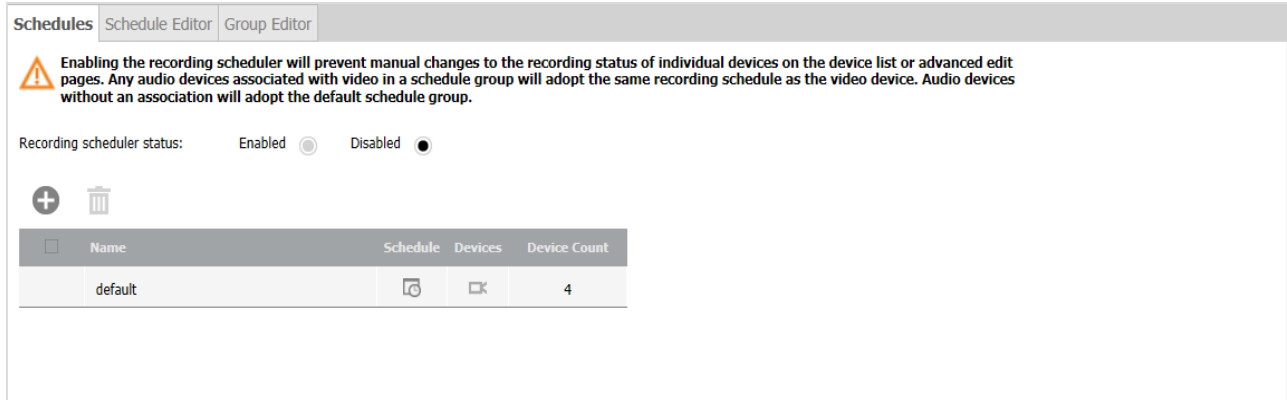 Schedules Schedule Editor Group Editor
Enabling the recording scheduler will prevent manual changes to the recording status of individual devices on the device list or advanced edit
pages. Any audio devices associated with video in a schedule group will adopt the same recording schedule as the video device. Audio devices
without an association will adopt the default schedule group.
Recording scheduler status: Enabled Disabled
Name Schedule Devices Device Count
default 4